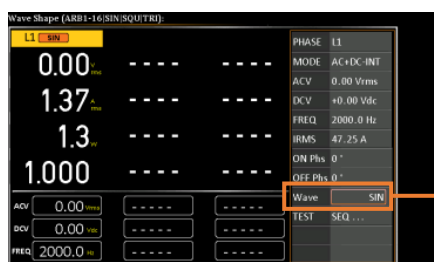 Wave Shape (ARB1-16|SIN|SQU|TRI):
L1 SIN
0.00 Vrms ---- ----
1.37 Arms ---- ----
1.3 W ---- ----
1.000 ---- ----
ACV 0.00 Vrms ----- -----
DCV 0.00 Vdc ----- -----
FREQ 2000.0 Hz ----- -----
PHASE L1
MODE AC+DC-INT
ACV 0.00 Vrms
DCV +0.00 Vdc
FREQ 2000.0 Hz
IRMS 47.25 A
ON Phs 0 °
OFF Phs 0 °
Wave SIN
TEST SEQ ...